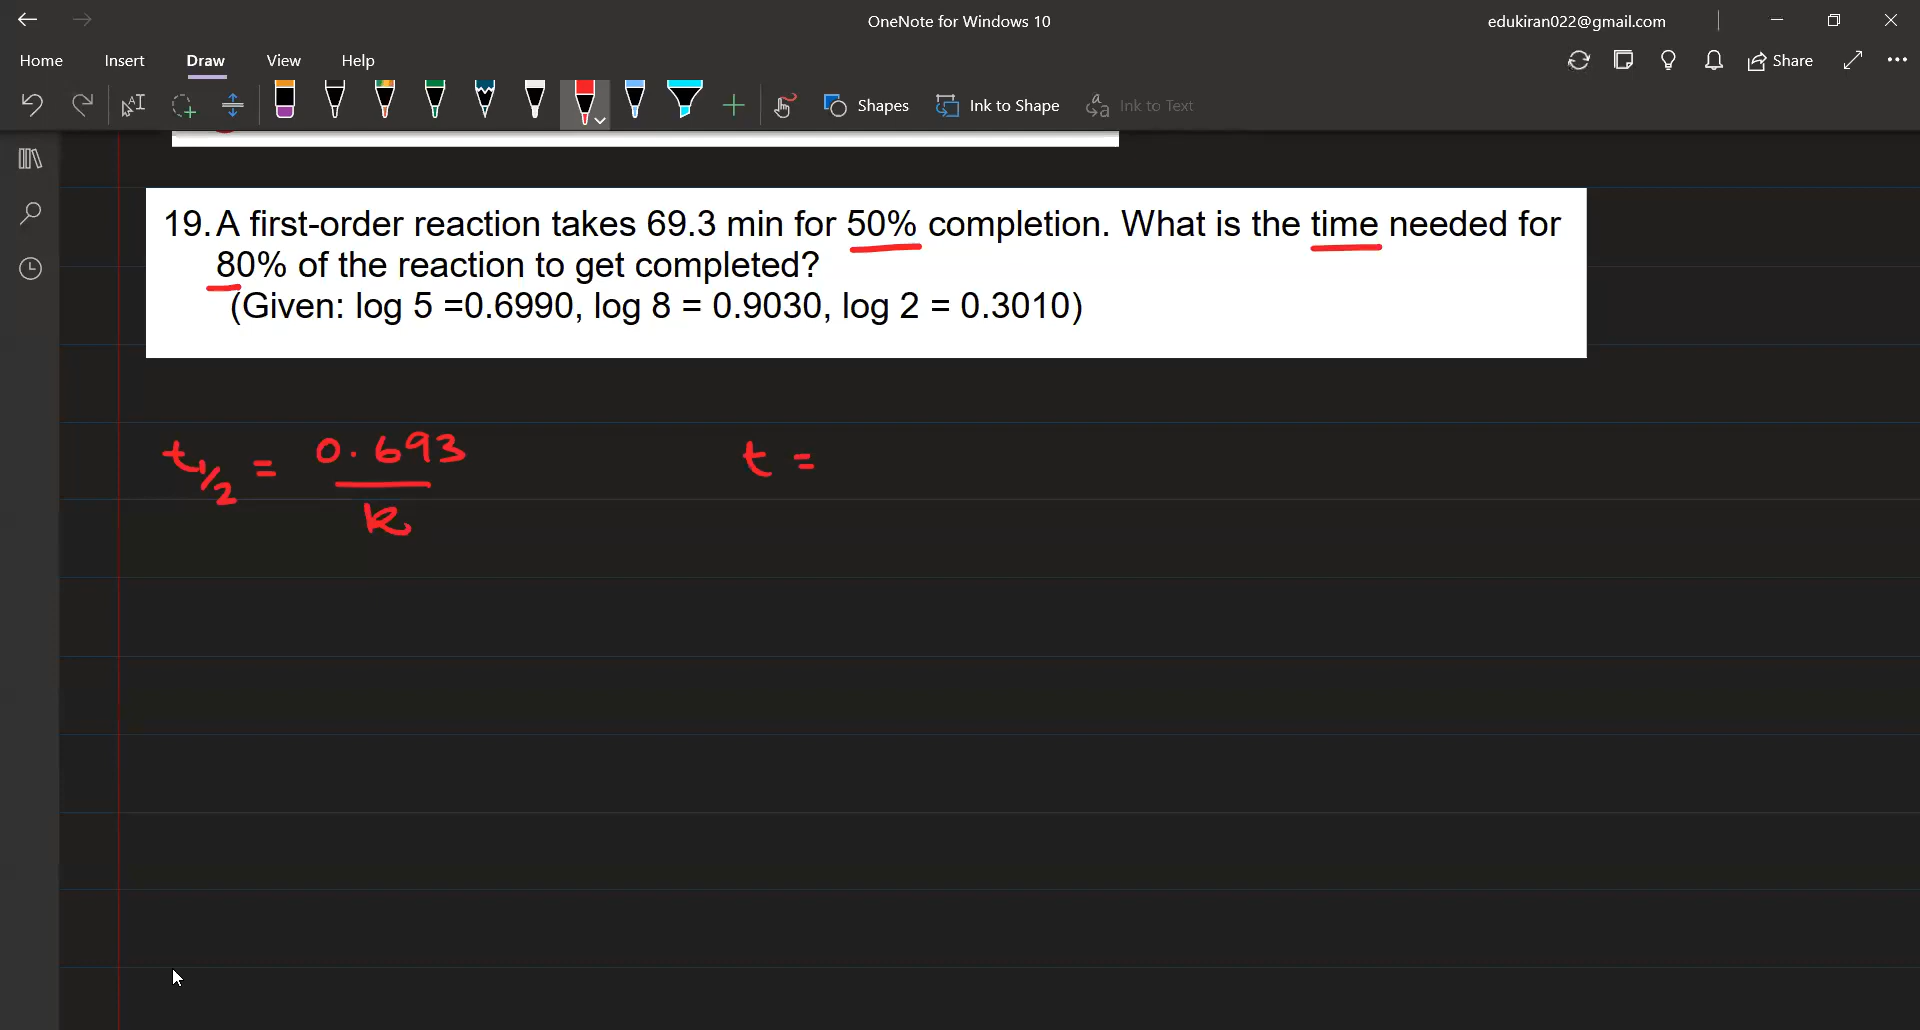 OneNote for Windows 10
edukiran022@gmail.com
Home Insert Draw View Help
Share
Shapes Ink to Shape Ink to Text
19. A first-order reaction takes 69.3 min for 50% completion. What is the time needed for
80% of the reaction to get completed?
(Given: log 5 =0.6990, log 8 = 0.9030, log 2 = 0.3010)
t1/2 = 0.693/k t =